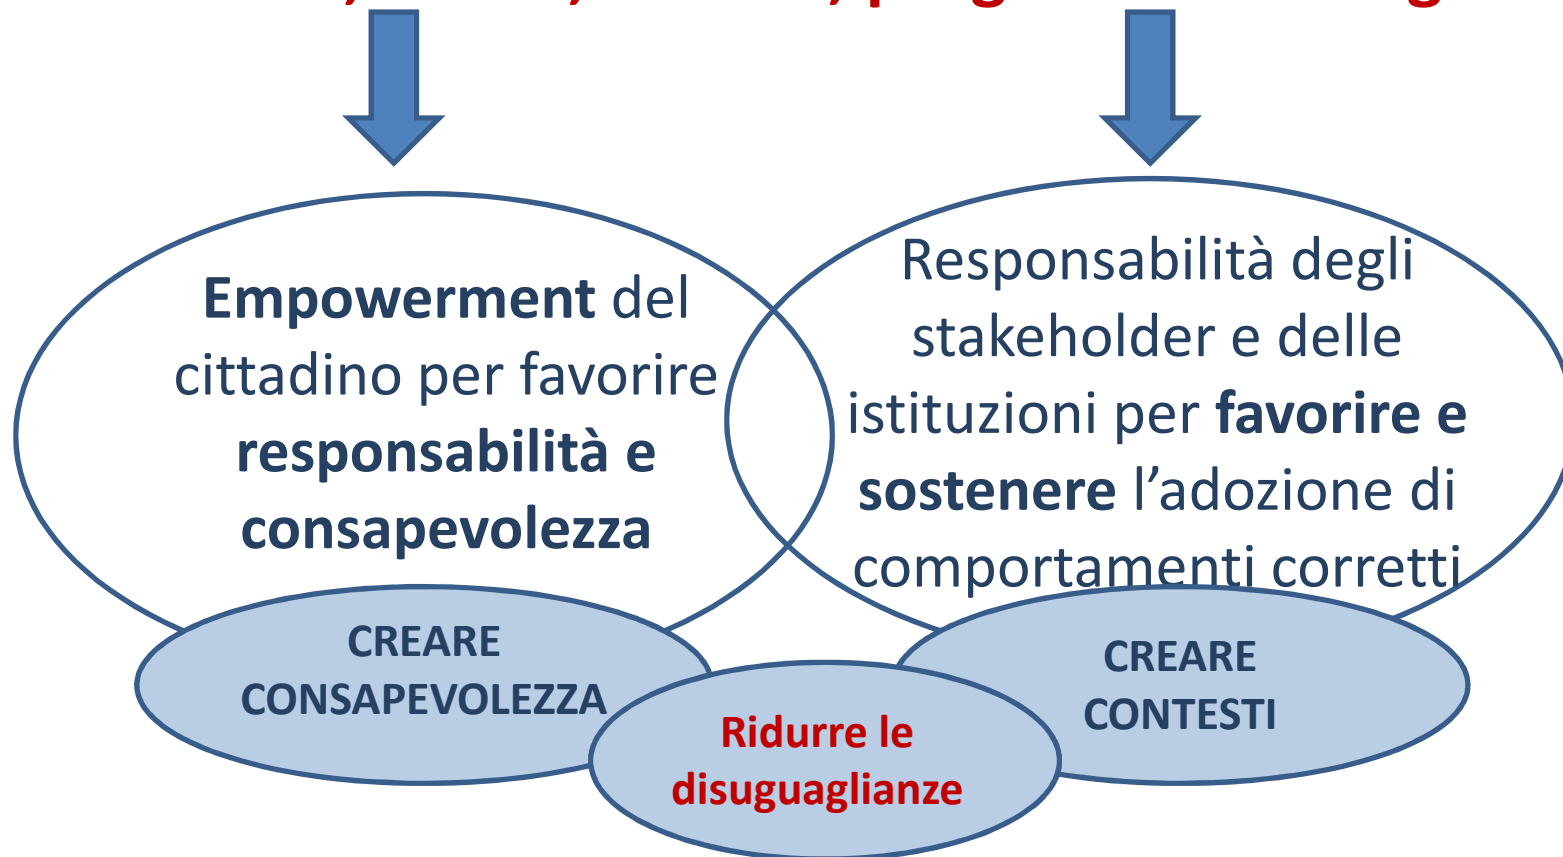 Empowerment del
cittadino per favorire
responsabilità e
consapevolezza
Responsabilità degli
stakeholder e delle
istituzioni per favorire e
sostenere l’adozione di
comportamenti corretti
CREARE
CONSAPEVOLEZZA
CREARE
CONTESTI
Ridurre le
disuguaglianze